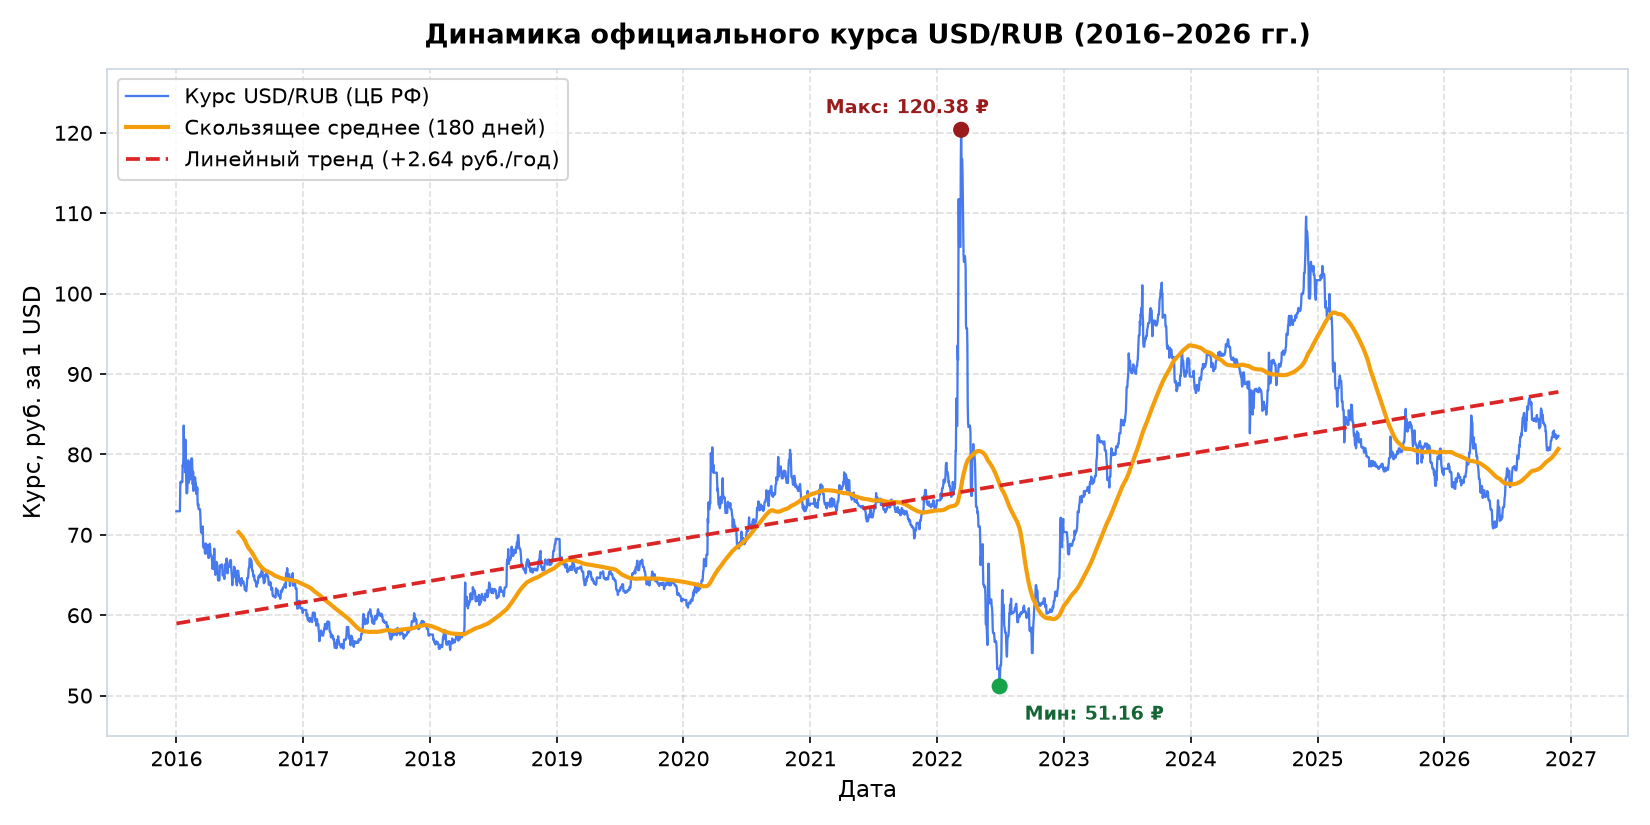 Динамика официального курса USD/RUB (2016–2026 гг.)
Курс USD/RUB (ЦБ РФ)
Скользящее среднее (180 дней)
Линейный тренд (+2.64 руб./год)
Макс: 120.38 ₽
Мин: 51.16 ₽
Курс, руб. за 1 USD
120
110
100
90
80
70
60
50
2016 2017 2018 2019 2020 2021 2022 2023 2024 2025 2026 2027
Дата